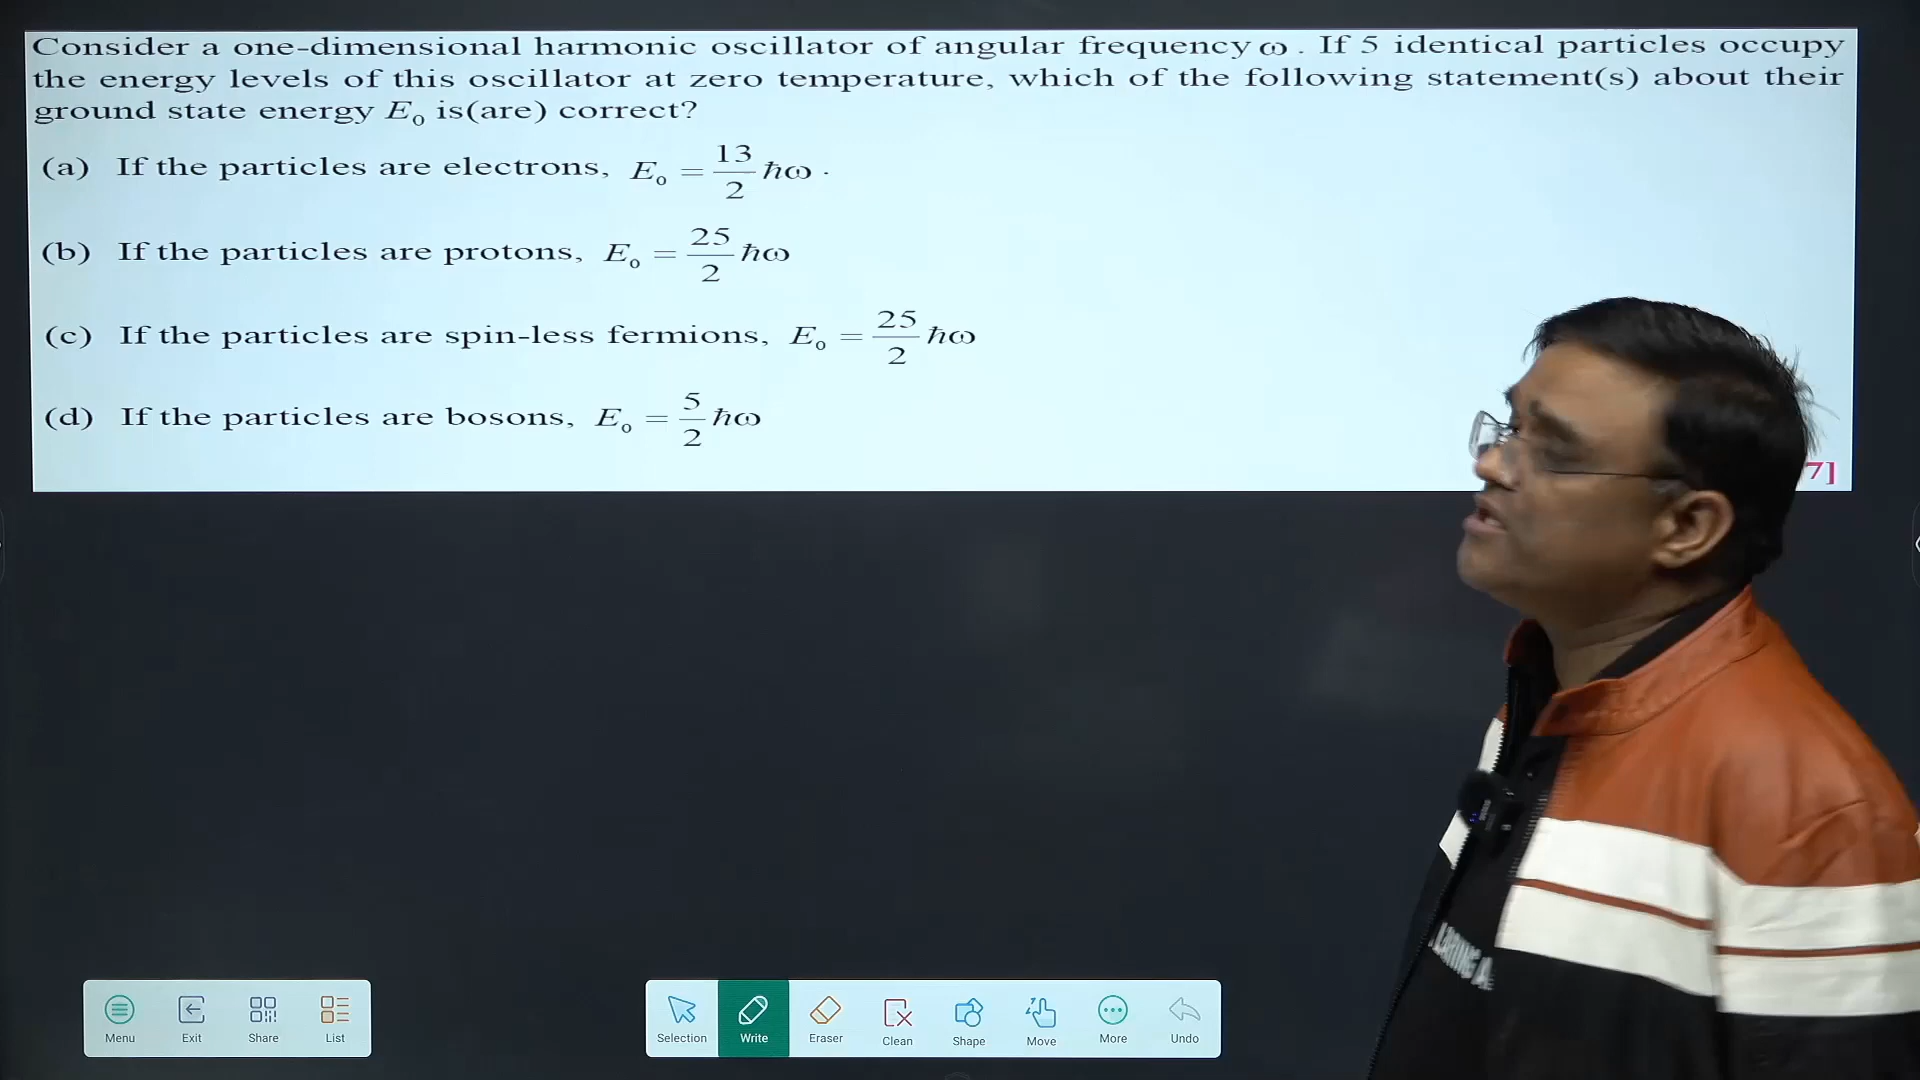 Consider a one-dimensional harmonic oscillator of angular frequency ω . If 5 identical particles occupy
the energy levels of this oscillator at zero temperature, which of the following statement(s) about their
ground state energy E₀ is(are) correct?
(a) If the particles are electrons, E₀ = 13/2 ħω .
(b) If the particles are protons, E₀ = 25/2 ħω
(c) If the particles are spin-less fermions, E₀ = 25/2 ħω
(d) If the particles are bosons, E₀ = 5/2 ħω
7]
Menu Exit Share List Selection Write Eraser Clean Shape Move More Undo